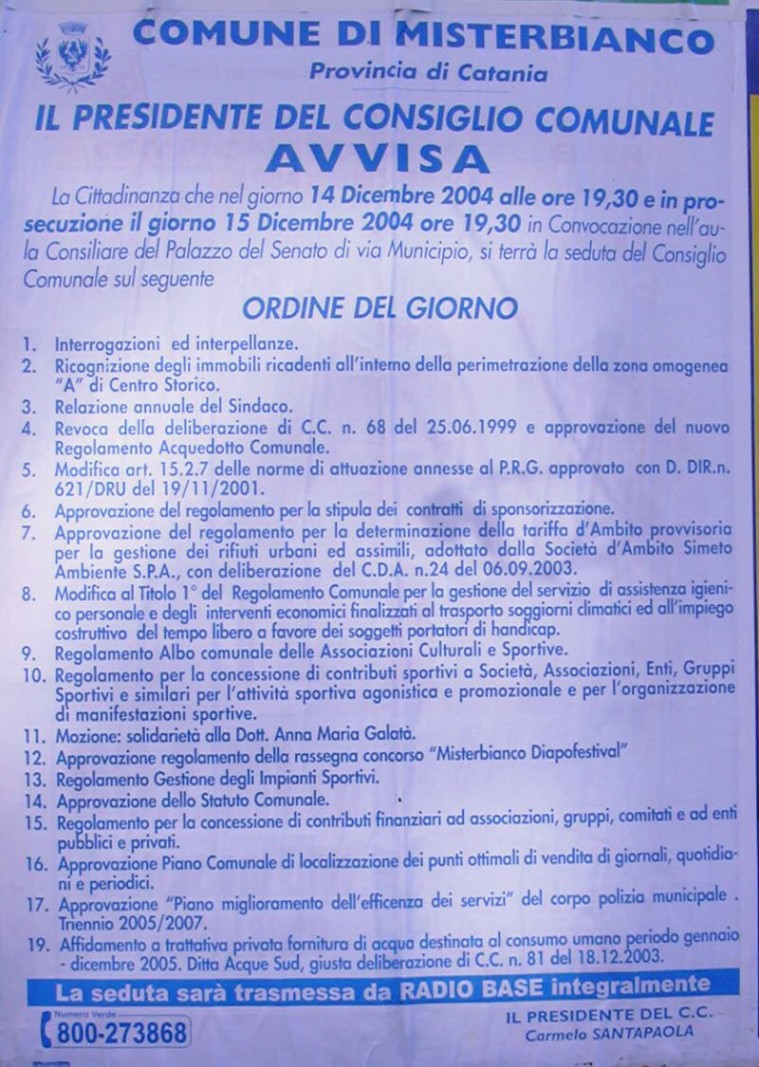 COMUNE DI MISTERBIANCO
Provincia di Catania
IL PRESIDENTE DEL CONSIGLIO COMUNALE
AVVISA
La Cittadinanza che nel giorno 14 Dicembre 2004 alle ore 19,30 e in pro-
secuzione il giorno 15 Dicembre 2004 ore 19,30 in Convocazione nell'au-
la Consiliare del Palazzo del Senato di via Municipio, si terrà la seduta del Consiglio
Comunale sul seguente
ORDINE DEL GIORNO
1. Interrogazioni ed interpellanze.
2. Ricognizione degli immobili ricadenti all'interno della perimetrazione della zona omogenea
"A" di Centro Storico.
3. Relazione annuale del Sindaco.
4. Revoca della deliberazione di C.C. n. 68 del 25.06.1999 e approvazione del nuovo
Regolamento Acquedotto Comunale.
5. Modifica art. 15.2.7 delle norme di attuazione annesse al P.R.G. approvato con D. DIR.n.
621/DRU del 19/11/2001.
6. Approvazione del regolamento per la stipula dei contratti di sponsorizzazione.
7. Approvazione del regolamento per la determinazione della tariffa d'Ambito provvisoria
per la gestione dei rifiuti urbani ed assimili, adottato dalla Società d'Ambito Simeto
Ambiente S.P.A., con deliberazione del C.D.A. n.24 del 06.09.2003.
8. Modifica al Titolo 1° del Regolamento Comunale per la gestione del servizio di assistenza igieni-
co personale e degli interventi economici finalizzati al trasporto soggiorni climatici ed all'impiego
costruttivo del tempo libero a favore dei soggetti portatori di handicap.
9. Regolamento Albo comunale delle Associazioni Culturali e Sportive.
10. Regolamento per la concessione di contributi sportivi a Società, Associazioni, Enti, Gruppi
Sportivi e similari per l'attività sportiva agonistica e promozionale e per l'organizzazione
di manifestazioni sportive.
11. Mozione: solidarietà alla Dott. Anna Maria Galatà.
12. Approvazione regolamento della rassegna concorso "Misterbianco Diapofestival"
13. Regolamento Gestione degli Impianti Sportivi.
14. Approvazione dello Statuto Comunale.
15. Regolamento per la concessione di contributi finanziari ad associazioni, gruppi, comitati e ad enti
pubblici e privati.
16. Approvazione Piano Comunale di localizzazione dei punti ottimali di vendita di giornali, quotidia-
ni e periodici.
17. Approvazione "Piano miglioramento dell'efficenza dei servizi" del corpo polizia municipale .
Triennio 2005/2007.
19. Affidamento a trattativa privata fornitura di acqua destinata al consumo umano periodo gennaio
- dicembre 2005. Ditta Acque Sud, giusta deliberazione di C.C. n. 81 del 18.12.2003.
La seduta sarà trasmessa da RADIO BASE integralmente
Numero Verde
800-273868
IL PRESIDENTE DEL C.C.
Carmelo SANTAPAOLA